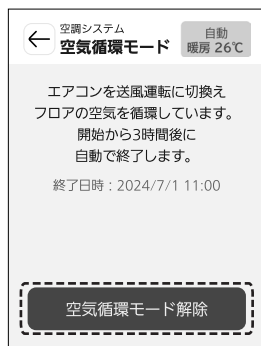 空調システム
空気循環モード
自動
暖房 26℃
エアコンを送風運転に切換え
フロアの空気を循環しています。
開始から3時間後に
自動で終了します。
終了日時：2024/7/1 11:00
空気循環モード解除